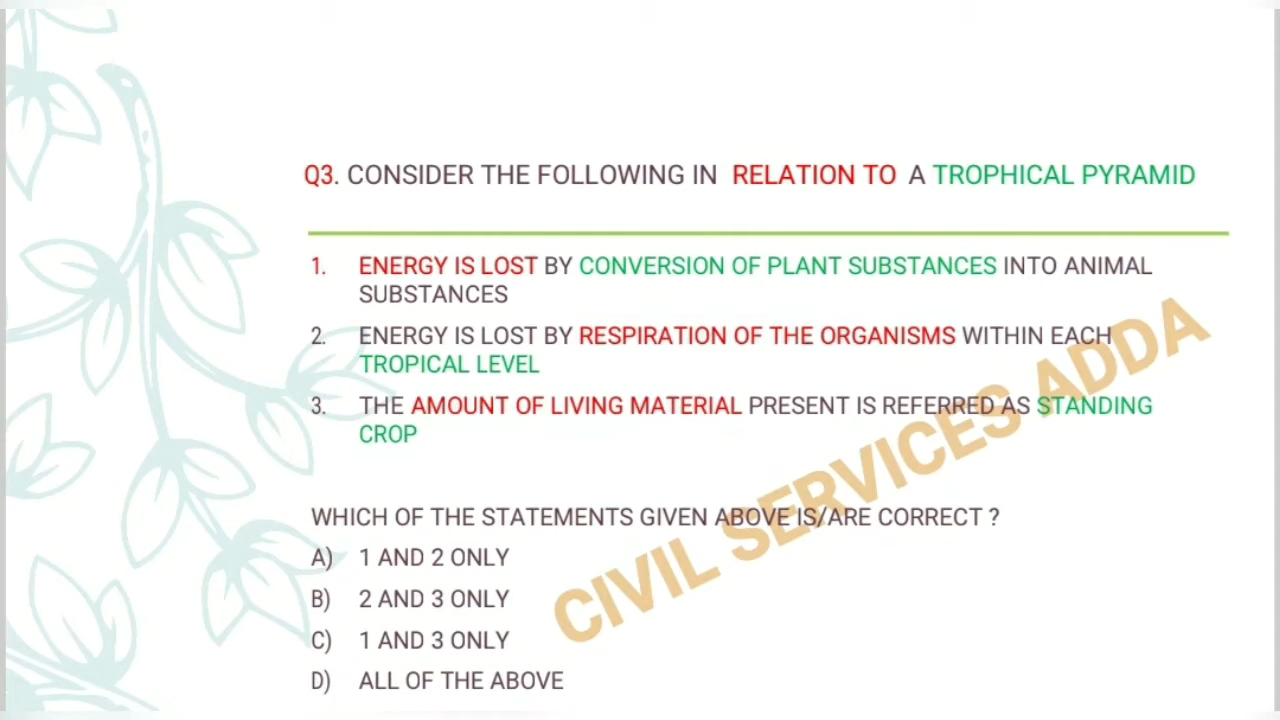 Q3. CONSIDER THE FOLLOWING IN RELATION TO A TROPHICAL PYRAMID
1. ENERGY IS LOST BY CONVERSION OF PLANT SUBSTANCES INTO ANIMAL
SUBSTANCES
2. ENERGY IS LOST BY RESPIRATION OF THE ORGANISMS WITHIN EACH
TROPICAL LEVEL
3. THE AMOUNT OF LIVING MATERIAL PRESENT IS REFERRED AS STANDING
CROP
WHICH OF THE STATEMENTS GIVEN ABOVE IS/ARE CORRECT ?
A) 1 AND 2 ONLY
B) 2 AND 3 ONLY
C) 1 AND 3 ONLY
D) ALL OF THE ABOVE
CIVIL SERVICES ADDA